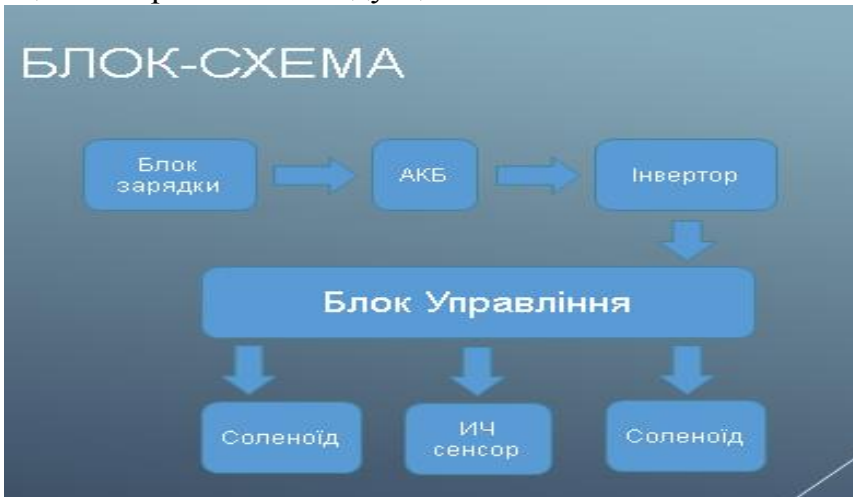 БЛОК-СХЕМА
Блок
зарядки
АКБ
Інвертор
Блок Управління
Соленоїд
ИЧ
сенсор
Соленоїд